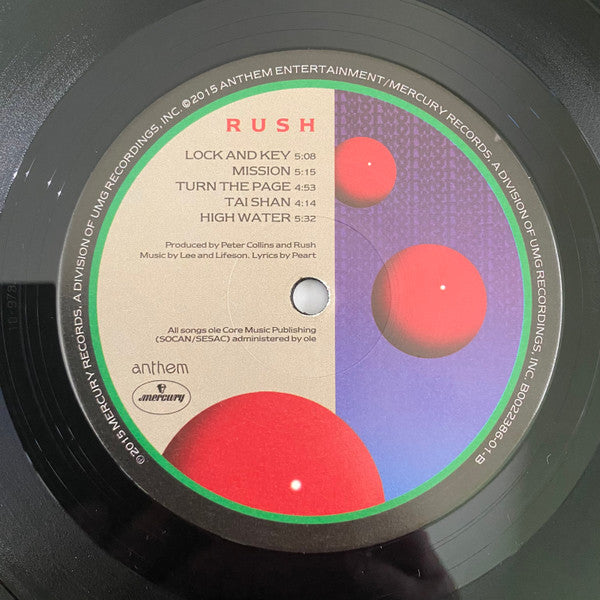 ℗2015 MERCURY RECORDS, A DIVISION OF UMG RECORDINGS, INC. ©2015 ANTHEM ENTERTAINMENT/MERCURY RECORDS, A DIVISION OF UMG RECORDINGS, INC. B0022386-01-B
RUSH
LOCK AND KEY 5:08
MISSION 5:15
TURN THE PAGE 4:53
TAI SHAN 4:14
HIGH WATER 5:32
Produced by Peter Collins and Rush
Music by Lee and Lifeson. Lyrics by Peart
All songs ole Core Music Publishing
(SOCAN/SESAC) administered by ole
anthem
mercury